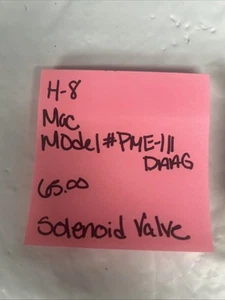 H-8
Mac
Model#PME-111
DAAG
65.00
Solenoid Valve